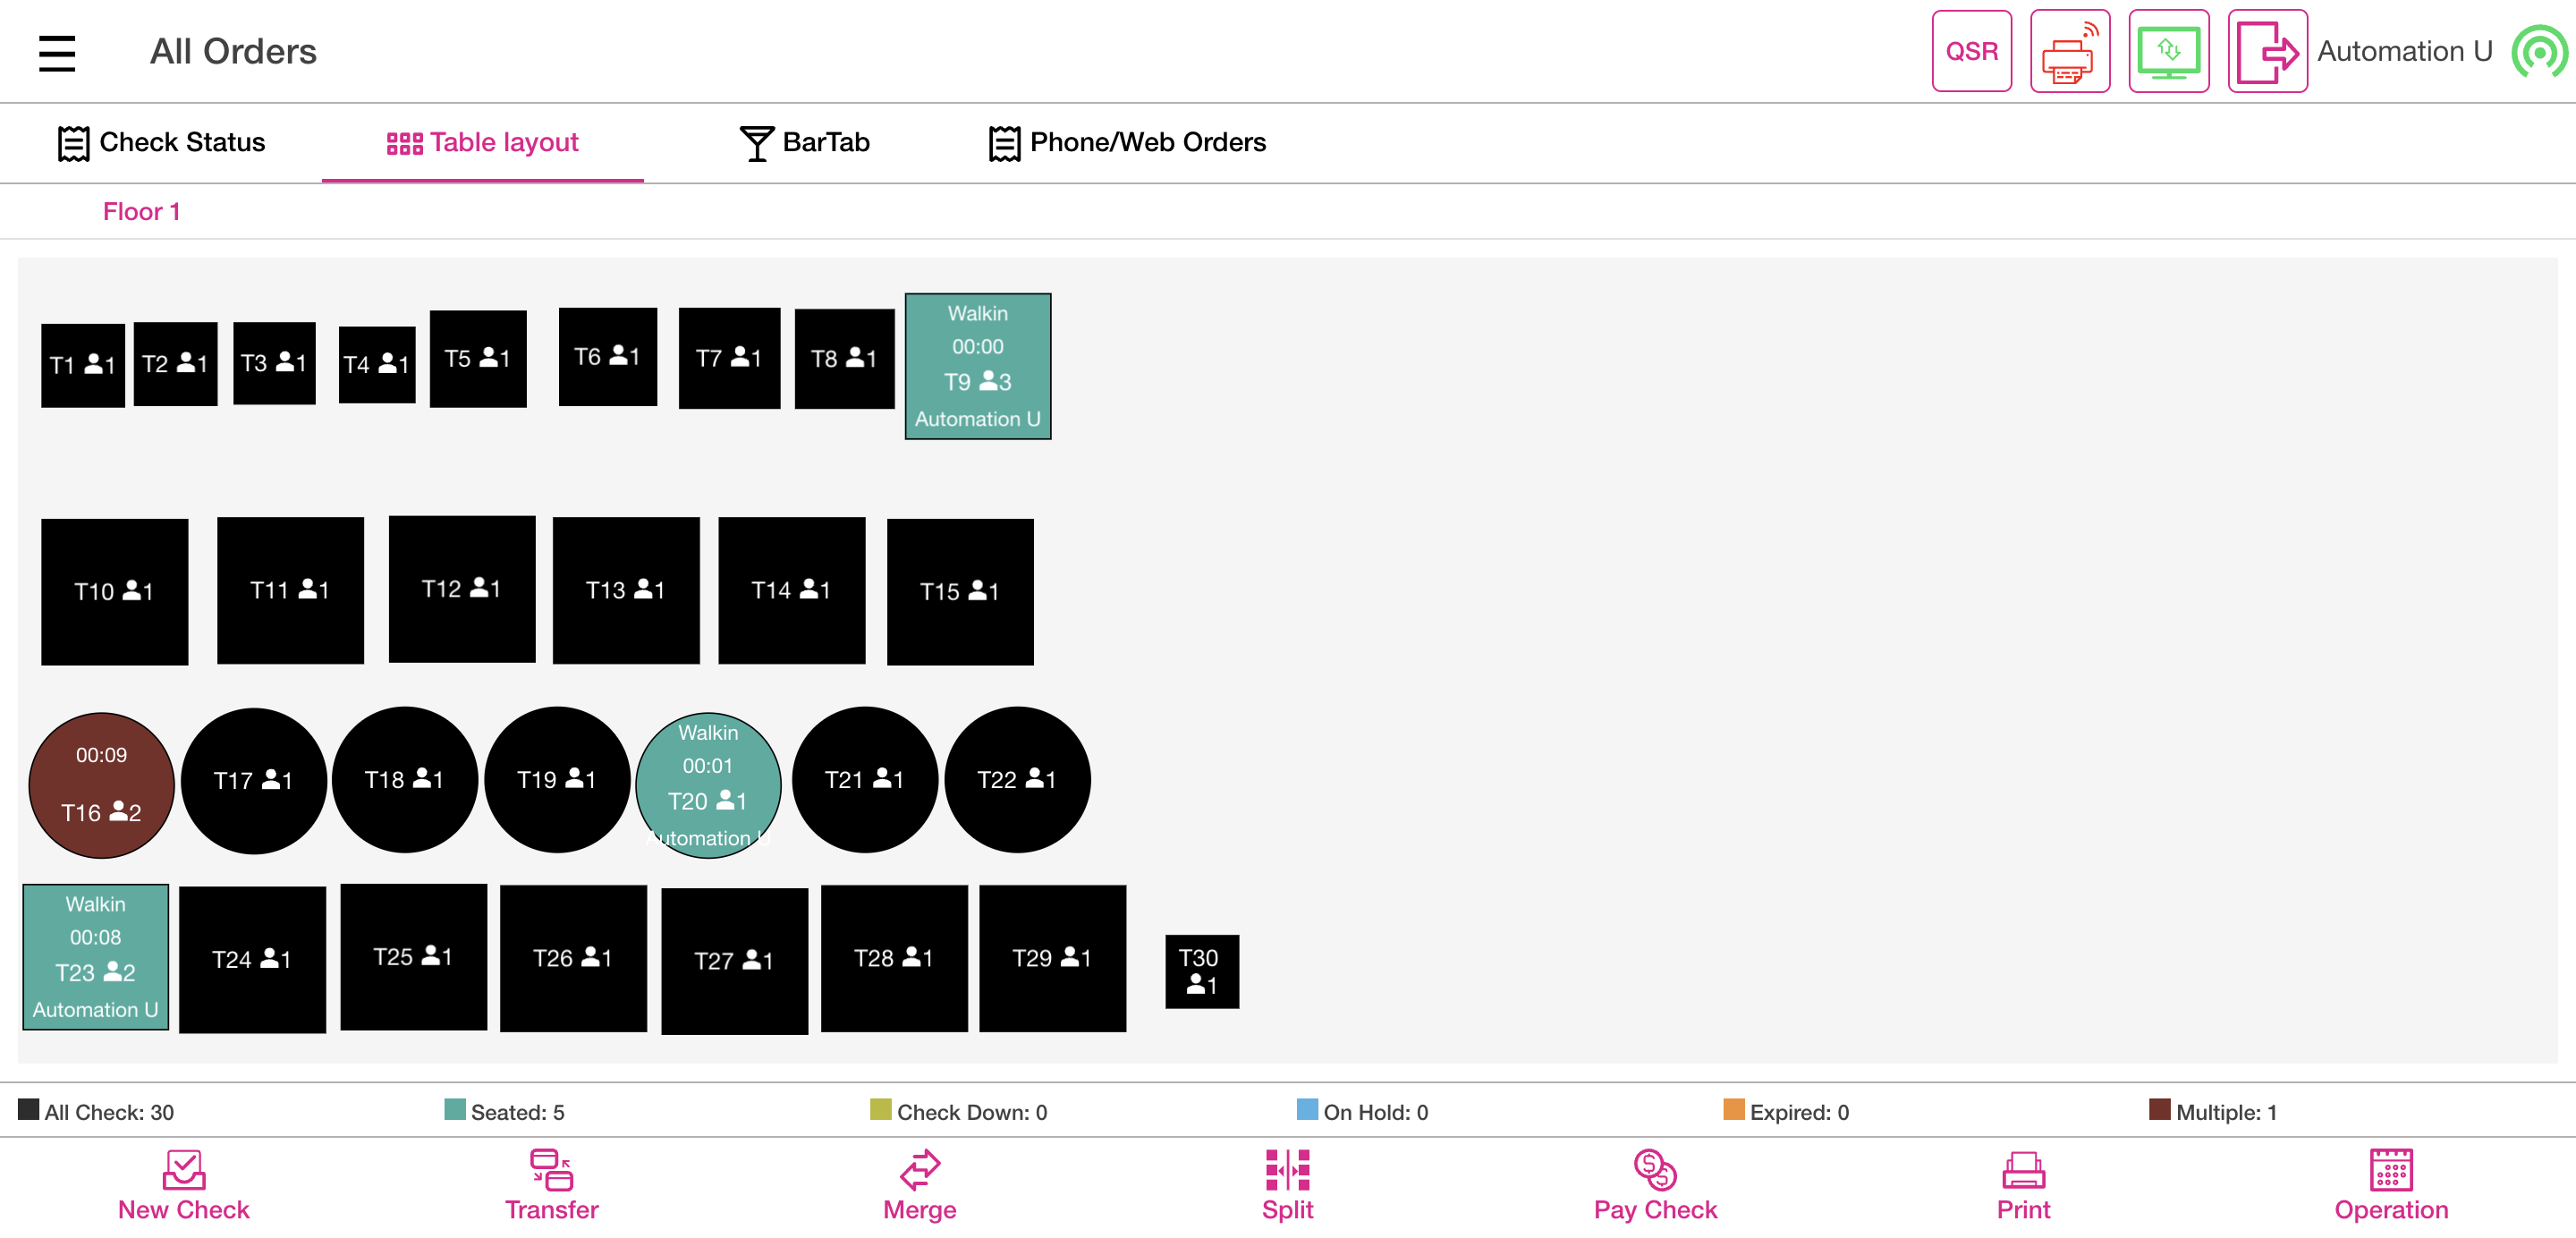 All Orders
QSR
Automation U
Check Status
Table layout
BarTab
Phone/Web Orders
Floor 1
T1 1
T2 1
T3 1
T4 1
T5 1
T6 1
T7 1
T8 1
Walkin
00:00
T9 3
Automation U
T10 1
T11 1
T12 1
T13 1
T14 1
T15 1
00:09
T16 2
T17 1
T18 1
T19 1
Walkin
00:01
T20 1
Automation U
T21 1
T22 1
Walkin
00:08
T23 2
Automation U
T24 1
T25 1
T26 1
T27 1
T28 1
T29 1
T30
1
All Check: 30
Seated: 5
Check Down: 0
On Hold: 0
Expired: 0
Multiple: 1
New Check
Transfer
Merge
Split
Pay Check
Print
Operation